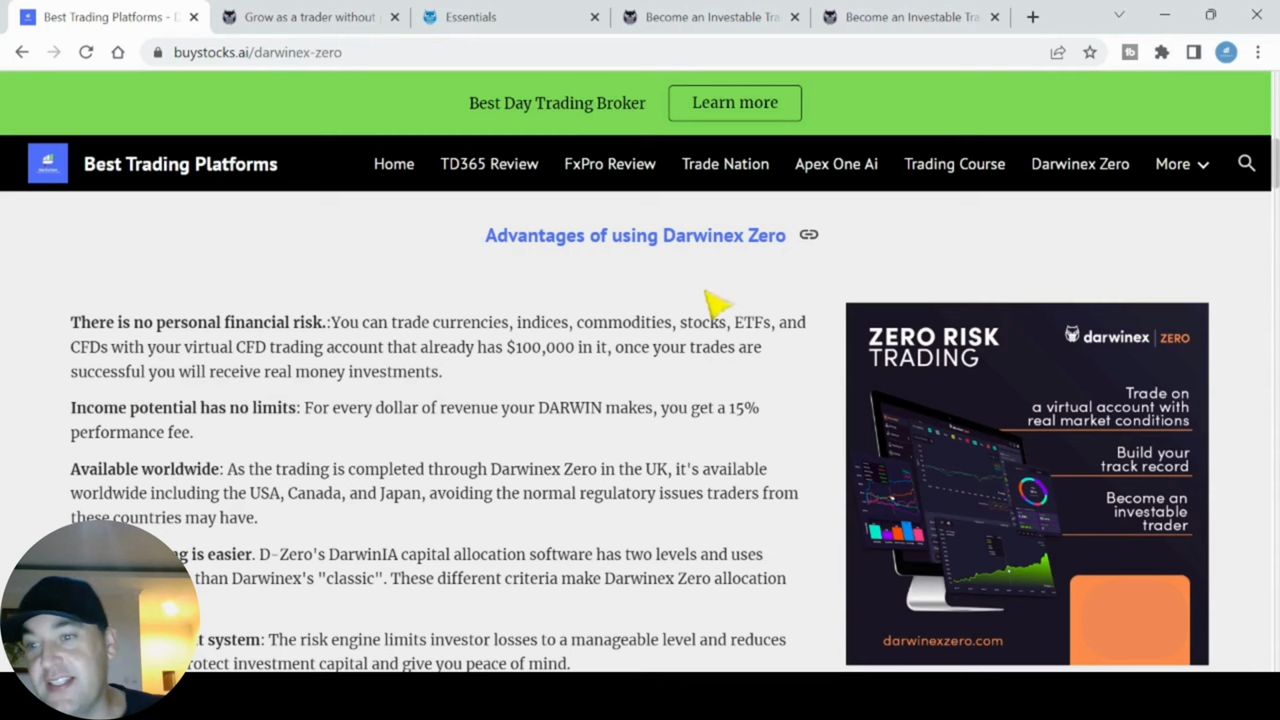 Best Trading Platforms - D
Grow as a trader without
Essentials
Become an Investable Tra
Become an Investable Tra
buystocks.ai/darwinex-zero
Best Day Trading Broker
Learn more
Best Trading Platforms
Home
TD365 Review
FxPro Review
Trade Nation
Apex One Ai
Trading Course
Darwinex Zero
More
Advantages of using Darwinex Zero
There is no personal financial risk.:You can trade currencies, indices, commodities, stocks, ETFs, and
CFDs with your virtual CFD trading account that already has $100,000 in it, once your trades are
successful you will receive real money investments.
Income potential has no limits: For every dollar of revenue your DARWIN makes, you get a 15%
performance fee.
Available worldwide: As the trading is completed through Darwinex Zero in the UK, it's available
worldwide including the USA, Canada, and Japan, avoiding the normal regulatory issues traders from
these countries may have.
is easier. D-Zero's DarwinIA capital allocation software has two levels and uses
than Darwinex's "classic". These different criteria make Darwinex Zero allocation
system: The risk engine limits investor losses to a manageable level and reduces
protect investment capital and give you peace of mind.
ZERO RISK
TRADING
darwinex | ZERO
Trade on
a virtual account with
real market conditions
Build your
track record
Become an
investable
trader
darwinexzero.com